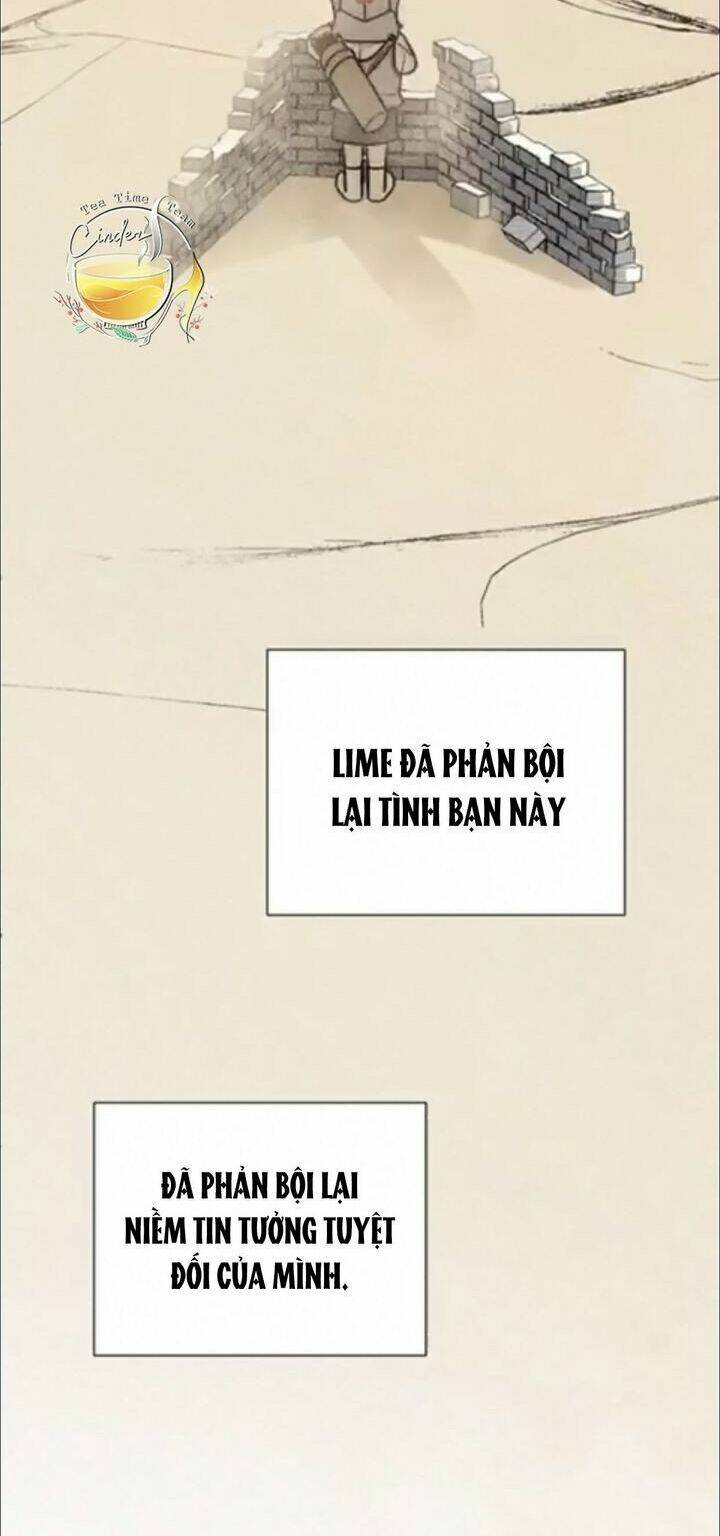 Tea Time Team
Cinders
LIME ĐÃ PHẢN BỘI
LẠI TÌNH BẠN NÀY
ĐÃ PHẢN BỘI LẠI
NIỀM TIN TƯỞNG TUYỆT
ĐỐI CỦA MÌNH.